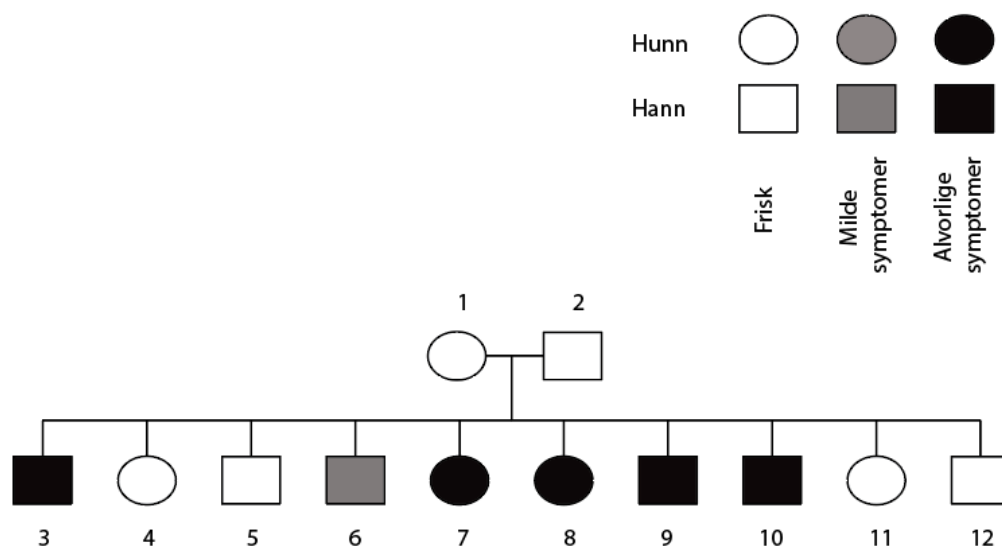 Hunn
Hann
Frisk
Milde
symptomer
Alvorlige
symptomer
1 2
3 4 5 6 7 8 9 10 11 12